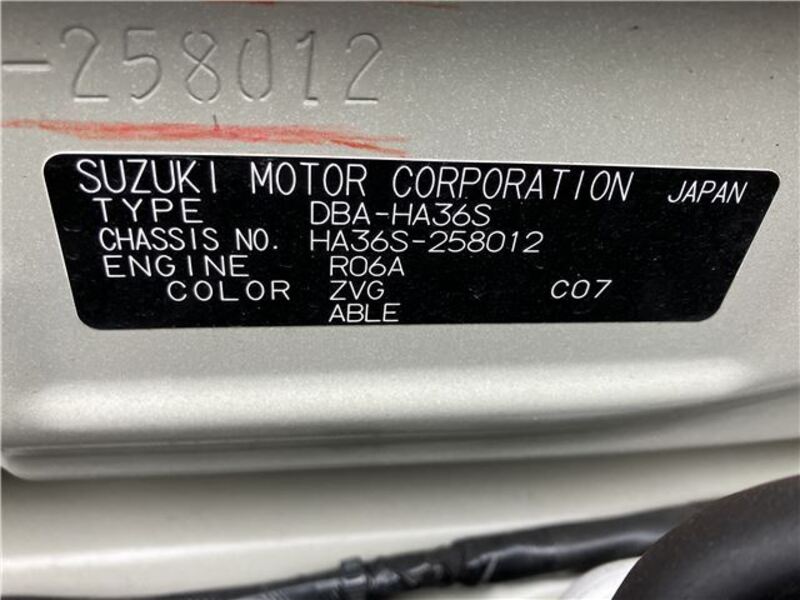 -258012
SUZUKI MOTOR CORPORATION JAPAN
TYPE DBA-HA36S
CHASSIS NO. HA36S-258012
ENGINE R06A
COLOR ZVG C07
ABLE